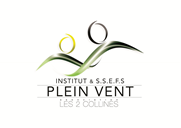 INSTITUT & S.S.E.F.S
PLEIN VENT
LES 2 COLLINES